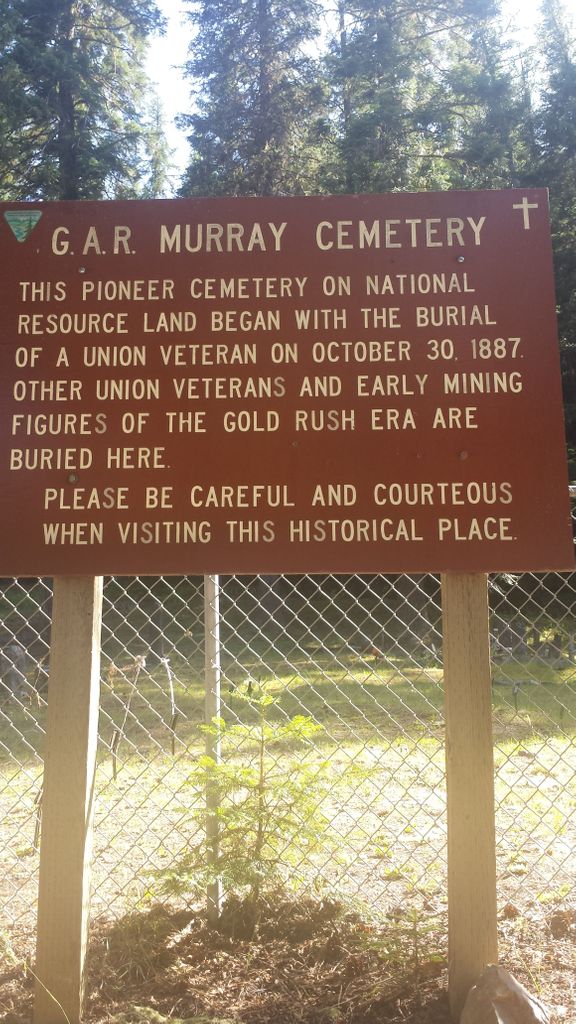 G.A.R. MURRAY CEMETERY
THIS PIONEER CEMETERY ON NATIONAL
RESOURCE LAND BEGAN WITH THE BURIAL
OF A UNION VETERAN ON OCTOBER 30, 1887.
OTHER UNION VETERANS AND EARLY MINING
FIGURES OF THE GOLD RUSH ERA ARE
BURIED HERE.
PLEASE BE CAREFUL AND COURTEOUS
WHEN VISITING THIS HISTORICAL PLACE.